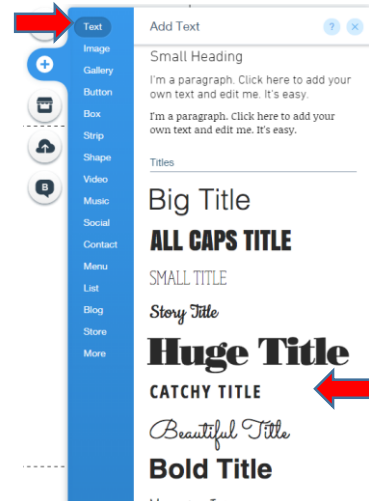 Text
Image
Gallery
Button
Box
Strip
Shape
Video
Music
Social
Contact
Menu
List
Blog
Store
More
B
Add Text
? ×
Small Heading
I'm a paragraph. Click here to add your
own text and edit me. It's easy.
I'm a paragraph. Click here to add your
own text and edit me. It's easy.
Titles
Big Title
ALL CAPS TITLE
SMALL TITLE
Story Title
Huge Title
CATCHY TITLE
Beautiful Title
Bold Title